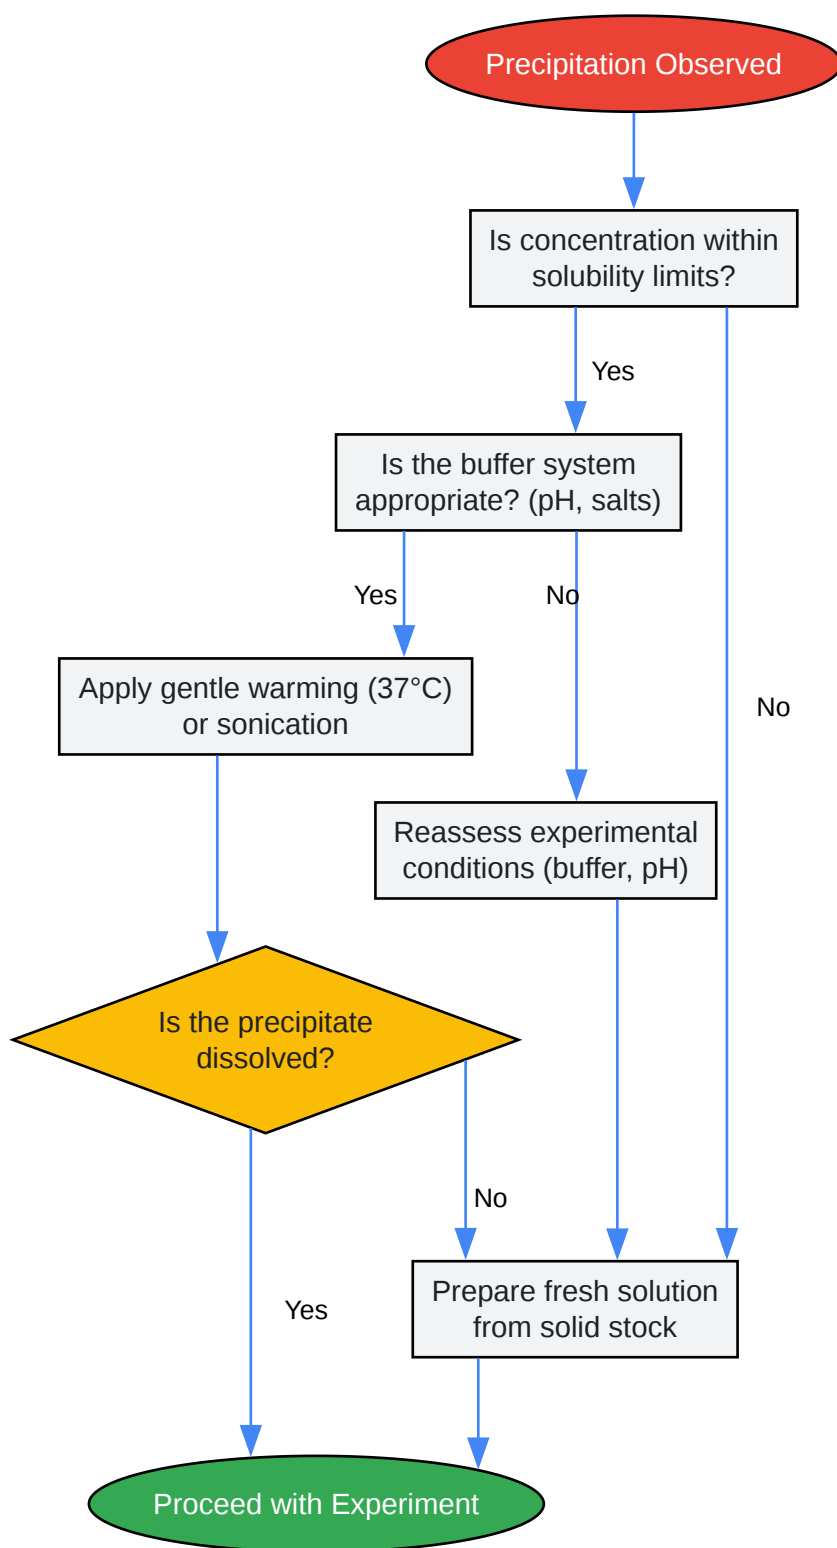 Precipitation Observed
Is concentration within
solubility limits?
Yes
Is the buffer system
appropriate? (pH, salts)
Yes
No
Apply gentle warming (37°C)
or sonication
No
Reassess experimental
conditions (buffer, pH)
Is the precipitate
dissolved?
No
Prepare fresh solution
from solid stock
Yes
Proceed with Experiment